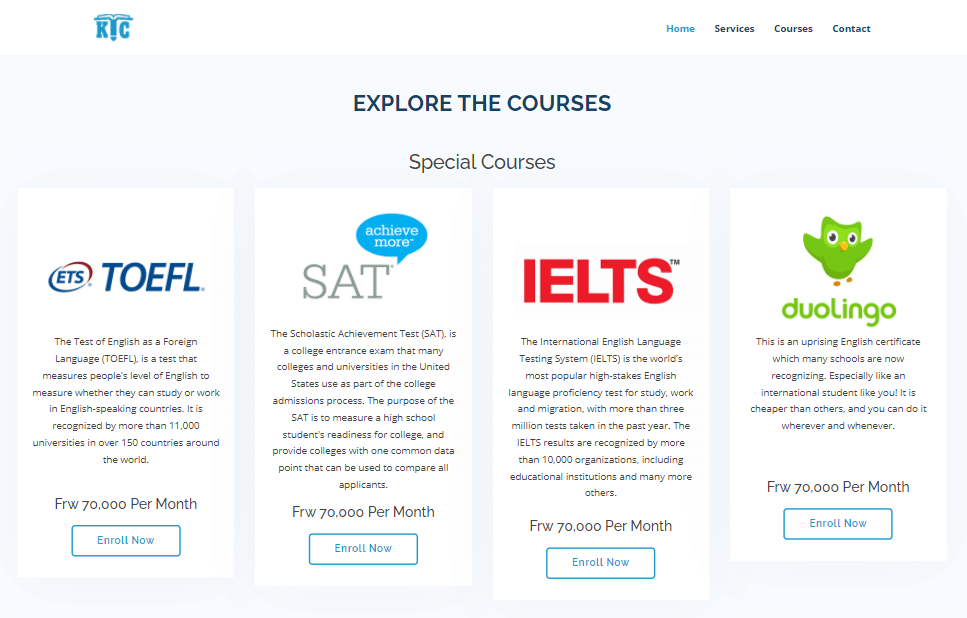 KTC
Home Services Courses Contact
EXPLORE THE COURSES
Special Courses
ETS® TOEFL®
The Test of English as a Foreign
Language (TOEFL), is a test that
measures people's level of English to
measure whether they can study or work
in English-speaking countries. It is
recognized by more than 11,000
universities in over 150 countries around
the world.
Frw 70,000 Per Month
Enroll Now
achieve
more™
SAT®
The Scholastic Achievement Test (SAT), is
a college entrance exam that many
colleges and universities in the United
States use as part of the college
admissions process. The purpose of the
SAT is to measure a high school
student's readiness for college, and
provide colleges with one common data
point that can be used to compare all
applicants.
Frw 70,000 Per Month
Enroll Now
IELTS™
The International English Language
Testing System (IELTS) is the world's
most popular high-stakes English
language proficiency test for study, work
and migration, with more than three
million tests taken in the past year. The
IELTS results are recognized by more
than 10,000 organizations, including
educational institutions and many more
others.
Frw 70,000 Per Month
Enroll Now
duolingo
This is an uprising English certificate
which many schools are now
recognizing. Especially like an
international student like you! It is
cheaper than others, and you can do it
wherever and whenever.
Frw 70,000 Per Month
Enroll Now